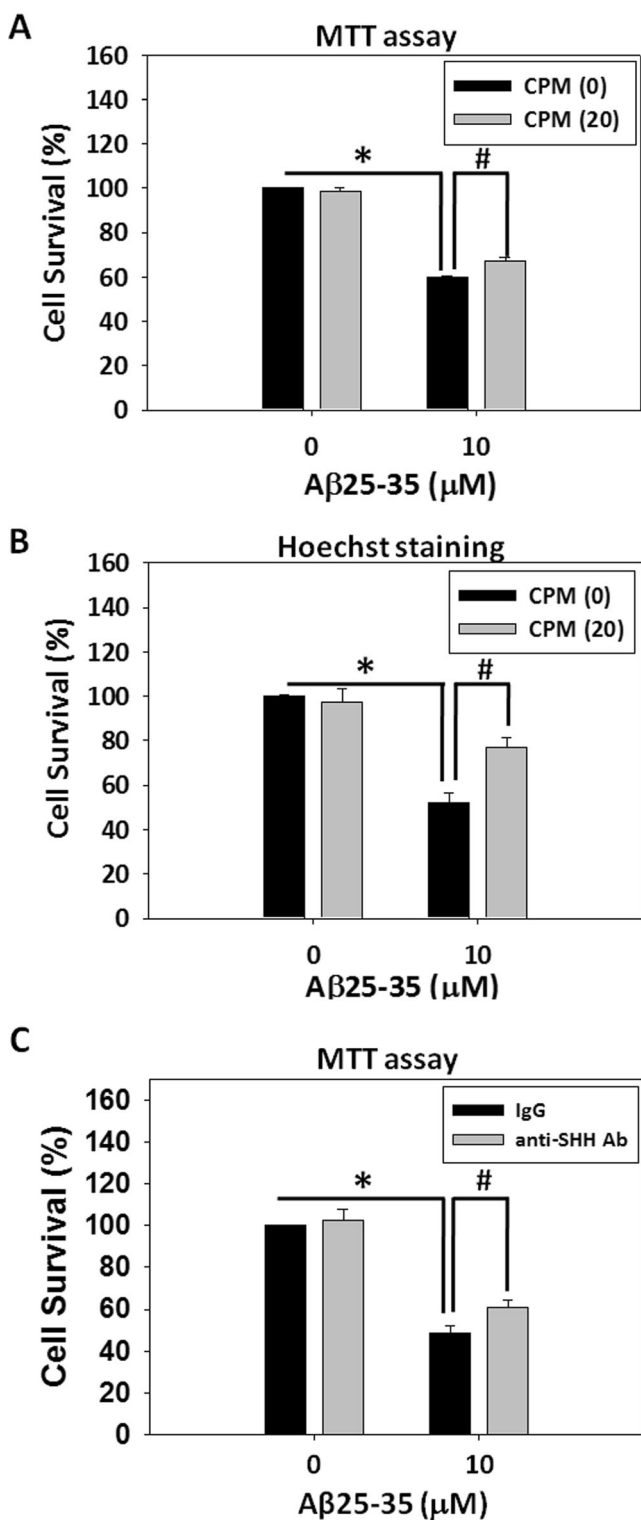 A
MTT assay
160
140
120
100
80
60
40
20
0
Cell Survival (%)
CPM (0)
CPM (20)
*
#
0
10
Aβ25-35 (μM)
B
Hoechst staining
160
140
120
100
80
60
40
20
0
Cell Survival (%)
CPM (0)
CPM (20)
*
#
0
10
Aβ25-35 (μM)
C
MTT assay
160
140
120
100
80
60
40
20
0
Cell Survival (%)
IgG
anti-SHH Ab
*
#
0
10
Aβ25-35 (μM)